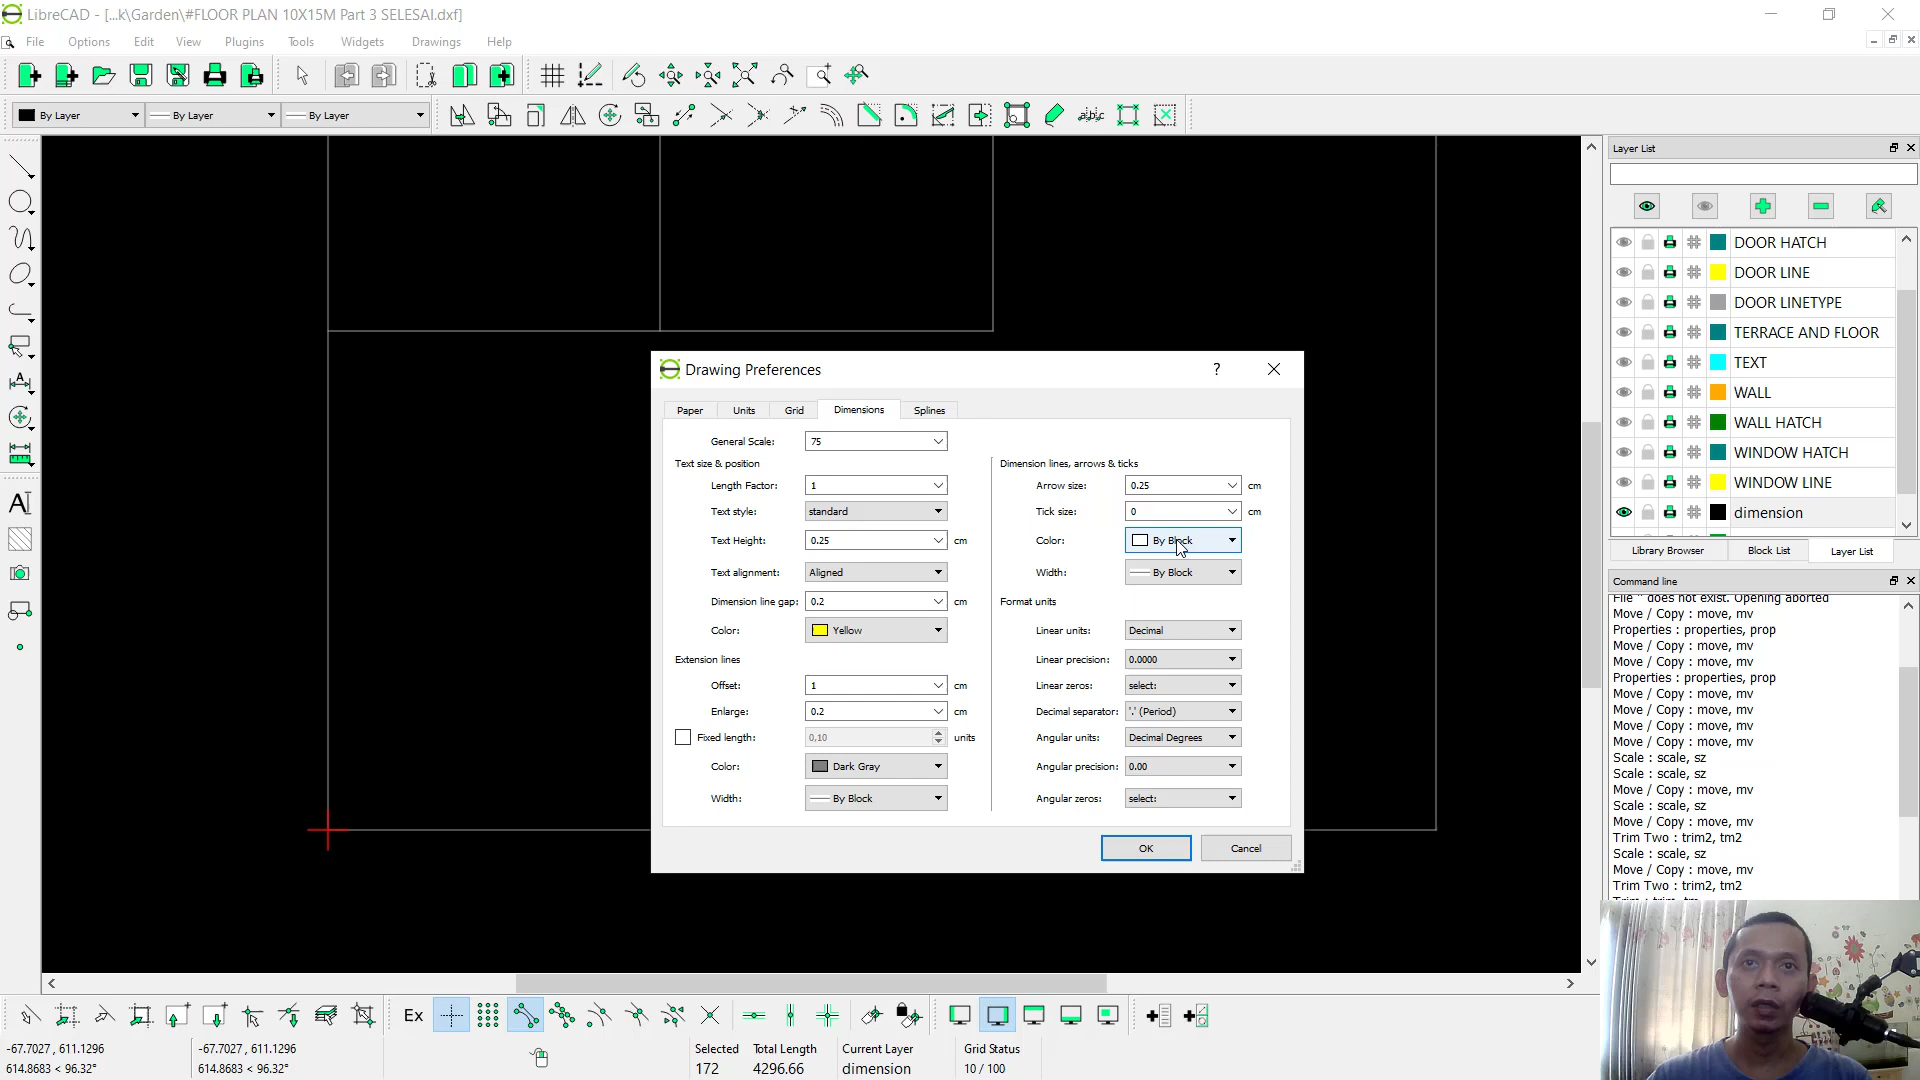 LibreCAD - [...k\Garden\#FLOOR PLAN 10X15M Part 3 SELESAI.dxf]
File Options Edit View Plugins Tools Widgets Drawings Help
By Layer By Layer By Layer
Layer List
DOOR HATCH
DOOR LINE
DOOR LINETYPE
TERRACE AND FLOOR
TEXT
WALL
WALL HATCH
WINDOW HATCH
WINDOW LINE
dimension
Library Browser Block List Layer List
Command line
File '' does not exist. Opening aborted
Move / Copy : move, mv
Properties : properties, prop
Move / Copy : move, mv
Move / Copy : move, mv
Properties : properties, prop
Move / Copy : move, mv
Move / Copy : move, mv
Move / Copy : move, mv
Move / Copy : move, mv
Scale : scale, sz
Scale : scale, sz
Move / Copy : move, mv
Scale : scale, sz
Move / Copy : move, mv
Trim Two : trim2, tm2
Scale : scale, sz
Move / Copy : move, mv
Trim Two : trim2, tm2
Drawing Preferences ?
Paper Units Grid Dimensions Splines
General Scale: 75
Text size & position
Length Factor: 1
Text style: standard
Text Height: 0.25 cm
Text alignment: Aligned
Dimension line gap: 0.2 cm
Color: Yellow
Extension lines
Offset: 1 cm
Enlarge: 0.2 cm
Fixed length: 0,10 units
Color: Dark Gray
Width: By Block
Dimension lines, arrows & ticks
Arrow size: 0.25 cm
Tick size: 0 cm
Color: By Block
Width: By Block
Format units
Linear units: Decimal
Linear precision: 0.0000
Linear zeros: select:
Decimal separator: '.' (Period)
Angular units: Decimal Degrees
Angular precision: 0.00
Angular zeros: select:
OK Cancel
A
abc
A
Ex
-67.7027 , 611.1296
614.8683 < 96.32°
-67.7027 , 611.1296
614.8683 < 96.32°
Selected
172
Total Length
4296.66
Current Layer
dimension
Grid Status
10 / 100